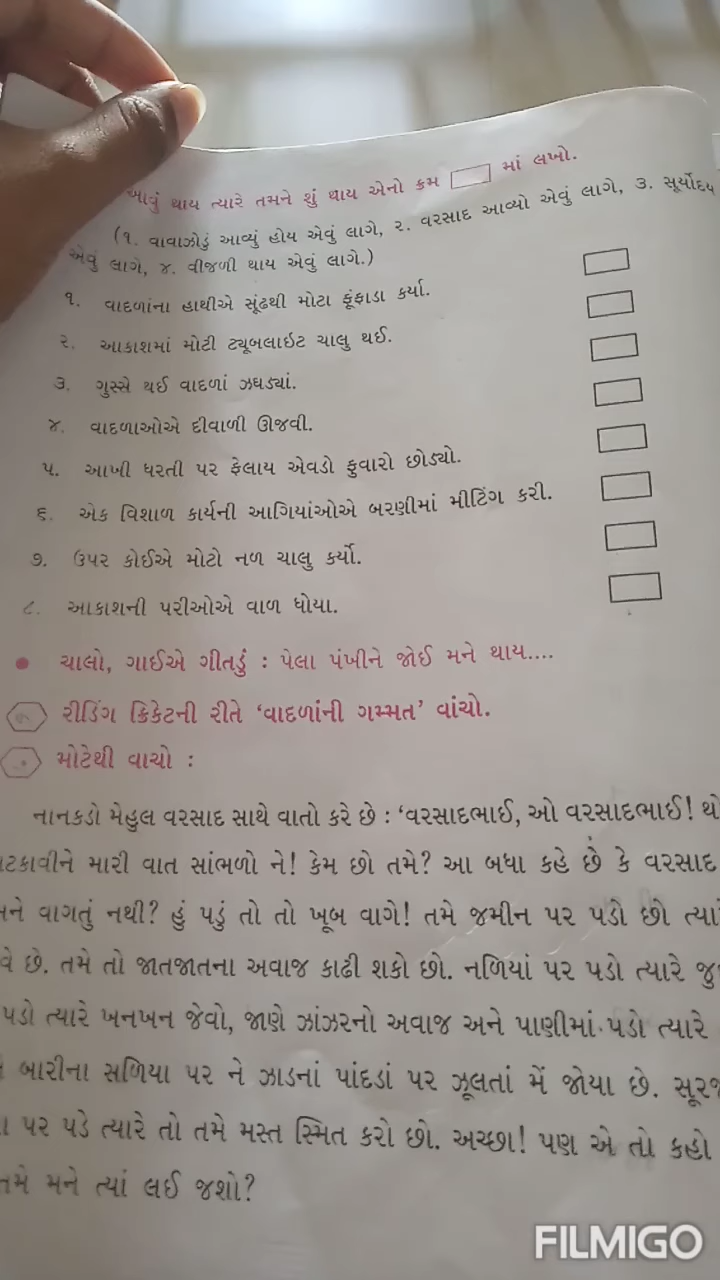 આવું થાય ત્યારે તમને શું થાય એનો ક્રમ માં લખો.
(૧. વાવાઝોડું આવ્યું હોય એવું લાગે, ૨. વરસાદ આવ્યો એવું લાગે, ૩. સૂર્યોદય
એવું લાગે, ૪. વીજળી થાય એવું લાગે.)
૧. વાદળાંના હાથીએ સૂંઢથી મોટા ફૂંફાડા કર્યા.
૨. આકાશમાં મોટી ટ્યૂબલાઇટ ચાલુ થઈ.
૩. ગુસ્સે થઈ વાદળાં ઝઘડ્યાં.
૪. વાદળાઓએ દીવાળી ઊજવી.
૫. આખી ધરતી પર ફેલાય એવડો ફુવારો છોડ્યો.
૬. એક વિશાળ કાર્યની આગિયાંઓએ બરણીમાં મીટિંગ કરી.
૭. ઉપર કોઈએ મોટો નળ ચાલુ કર્યો.
૮. આકાશની પરીઓએ વાળ ધોયા.
• ચાલો, ગાઈએ ગીતડું : પેલા પંખીને જોઈ મને થાય....
રીડિંગ ક્રિકેટની રીતે ‘વાદળાંની ગમ્મત’ વાંચો.
મોટેથી વાચો :
નાનકડો મેહુલ વરસાદ સાથે વાતો કરે છે : ‘વરસાદભાઈ, ઓ વરસાદભાઈ! થો
ટકાવીને મારી વાત સાંભળો ને! કેમ છો તમે? આ બધા કહે છે કે વરસાદ
ને વાગતું નથી? હું પડું તો તો ખૂબ વાગે! તમે જમીન પર પડો છો ત્યારે
વે છે. તમે તો જાતજાતના અવાજ કાઢી શકો છો. નળિયાં પર પડો ત્યારે જુ
પડો ત્યારે ખનખન જેવો, જાણે ઝાંઝરનો અવાજ અને પાણીમાં પડો ત્યારે
બારીના સળિયા પર ને ઝાડનાં પાંદડાં પર ઝૂલતાં મેં જોયા છે. સૂરજ
પર પડે ત્યારે તો તમે મસ્ત સ્મિત કરો છો. અચ્છા! પણ એ તો કહો
તમે મને ત્યાં લઈ જશો?
FILMIGO